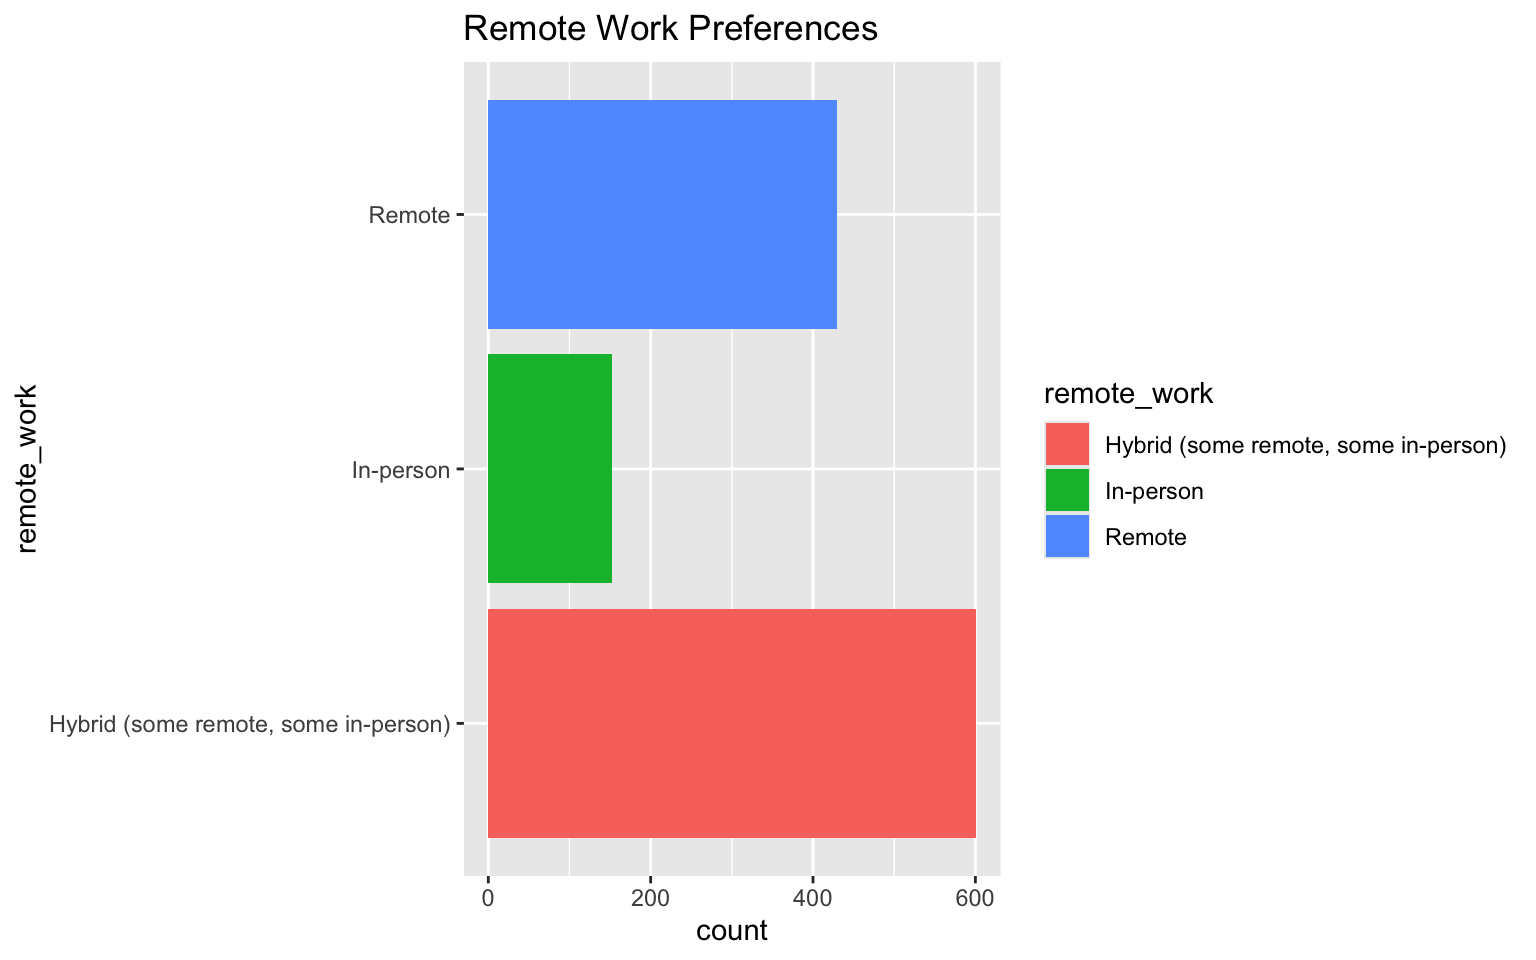 Remote Work Preferences
remote_work
Remote
In-person
Hybrid (some remote, some in-person)
0 200 400 600
count
remote_work
Hybrid (some remote, some in-person)
In-person
Remote